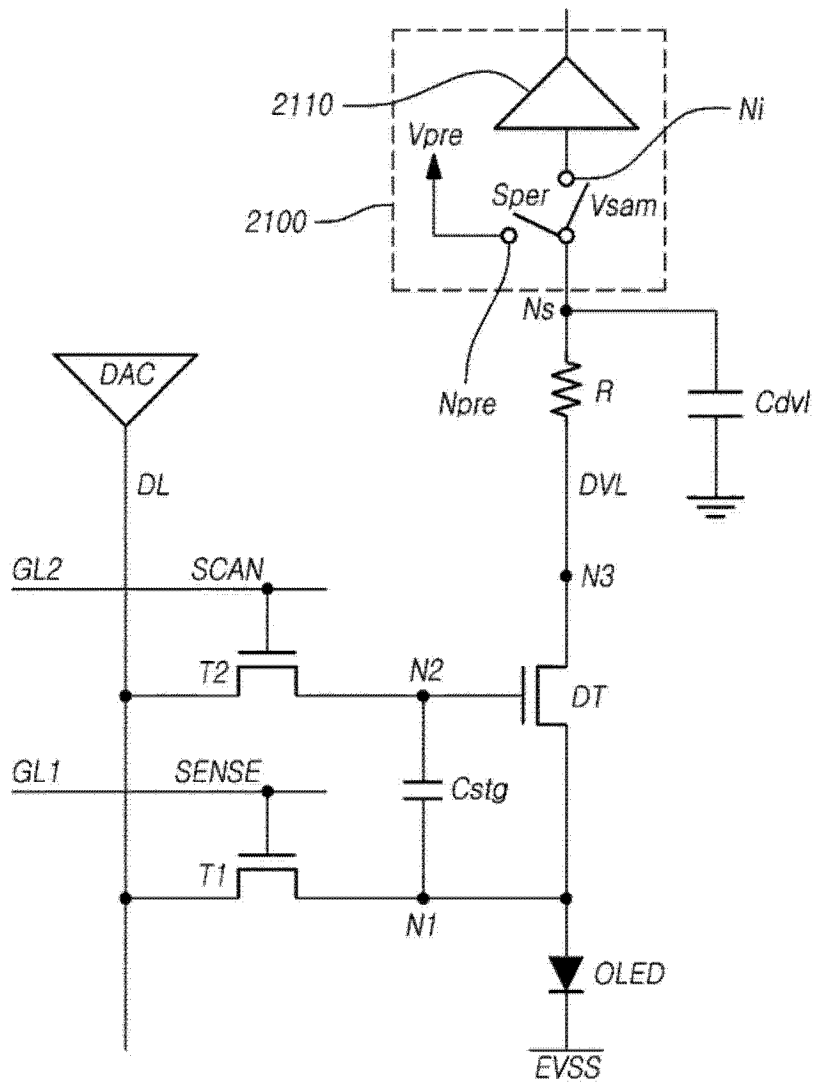 2110
Ni
Vpre
Sper
Vsam
2100
Ns
DAC
Npre
R
Cdvl
DL
DVL
GL2
SCAN
N3
T2
N2
DT
GL1
SENSE
Cstg
T1
N1
OLED
EVSS